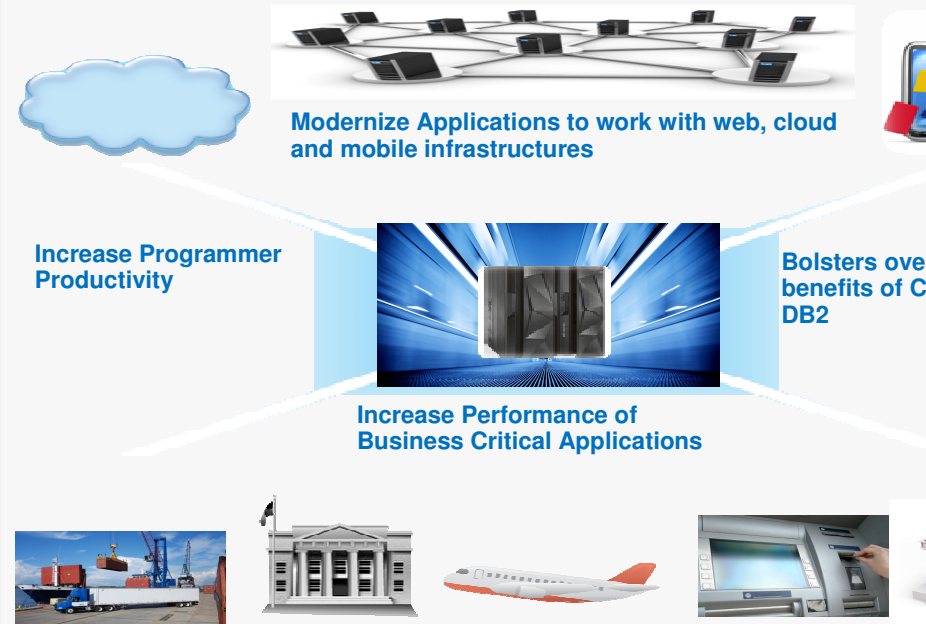 Modernize Applications to work with web, cloud
and mobile infrastructures
Increase Programmer
Productivity
Bolsters
benefits of
DB2
Increase Performance of
Business Critical Applications